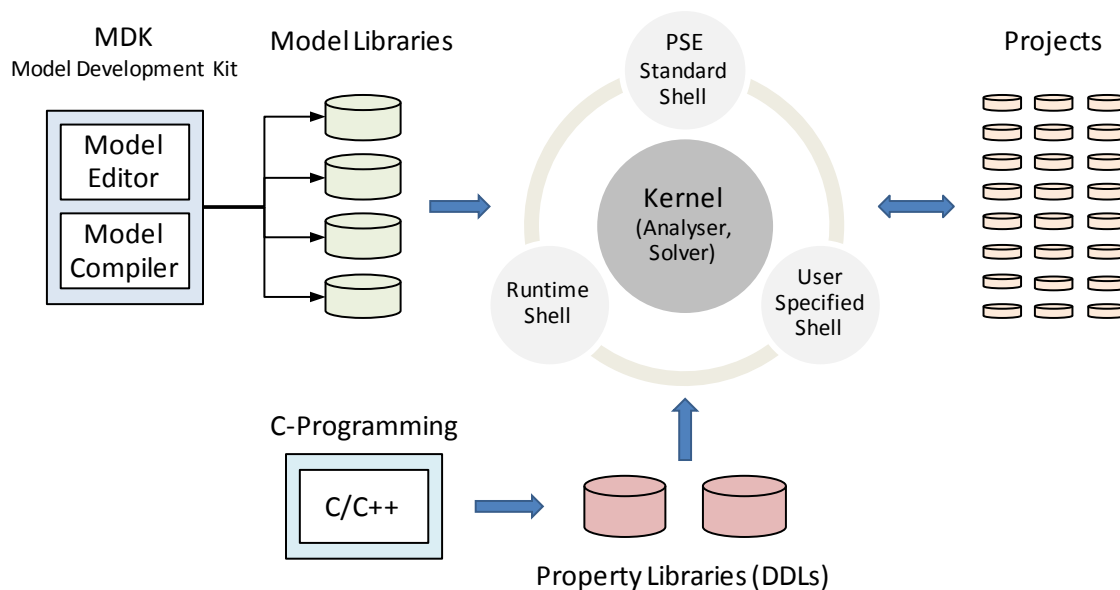 MDK
Model Development Kit
Model Libraries
PSE
Standard
Shell
Projects
Model
Editor
Model
Compiler
Kernel
(Analyser,
Solver)
Runtime
Shell
User
Specified
Shell
C-Programming
C/C++
Property Libraries (DDLs)